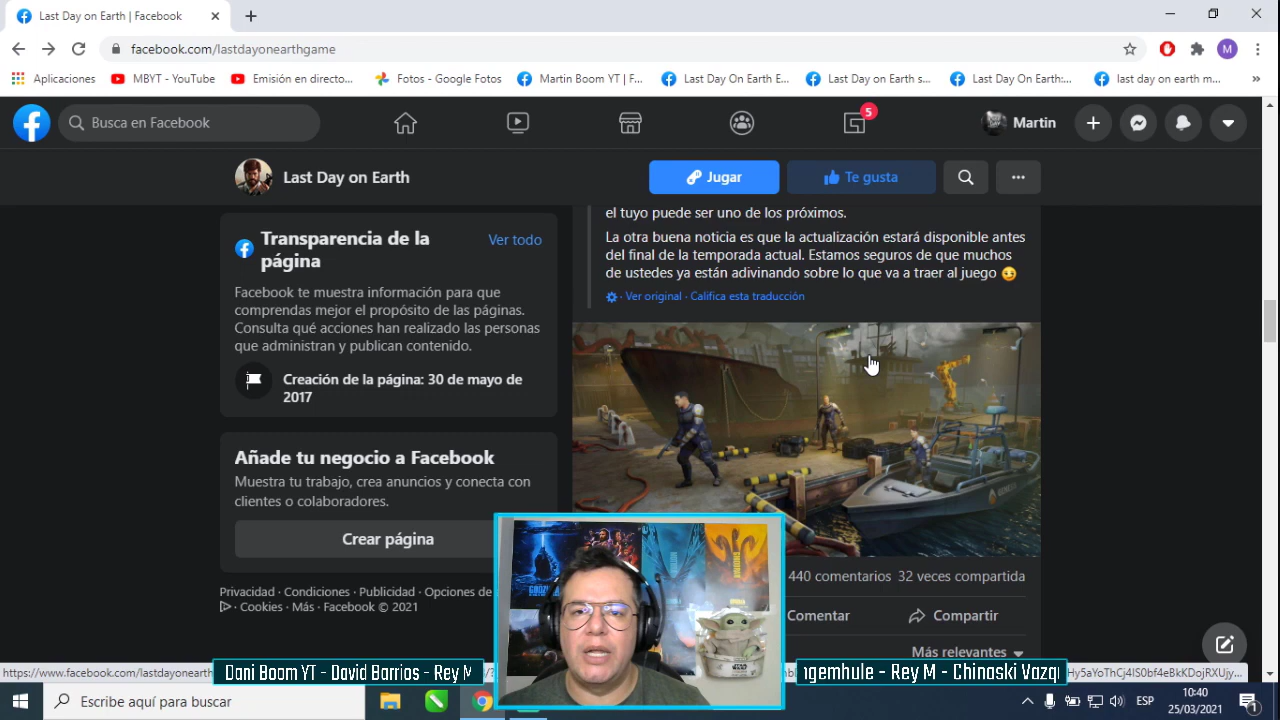 Last Day on Earth | Facebook
facebook.com/lastdayonearthgame
M
Aplicaciones
MBYT - YouTube
Emisión en directo...
Fotos - Google Fotos
Martin Boom YT | F...
Last Day On Earth E...
Last Day on Earth s...
Last Day On Earth:...
last day on earth m...
»
Busca en Facebook
5
Martin
Last Day on Earth
Jugar
Te gusta
Transparencia de la
página
Ver todo
Facebook te muestra información para que
comprendas mejor el propósito de las páginas.
Consulta qué acciones han realizado las personas
que administran y publican contenido.
Creación de la página: 30 de mayo de
2017
Añade tu negocio a Facebook
Muestra tu trabajo, crea anuncios y conecta con
clientes o colaboradores.
Crear página
Privacidad · Condiciones · Publicidad · Opciones de
· Cookies · Más · Facebook © 2021
el tuyo puede ser uno de los próximos.
La otra buena noticia es que la actualización estará disponible antes
del final de la temporada actual. Estamos seguros de que muchos
de ustedes ya están adivinando sobre lo que va a traer al juego 😏
· Ver original · Califica esta traducción
440 comentarios 32 veces compartida
Comentar
Compartir
Más relevantes
https://www.facebook.com/lastdayonearth
Dani Boom YT - David Barrios - Rey M
ngemhule - Rey M - Chinaski Vazqu
Escribe aquí para buscar
ESP
10:40
25/03/2021
1